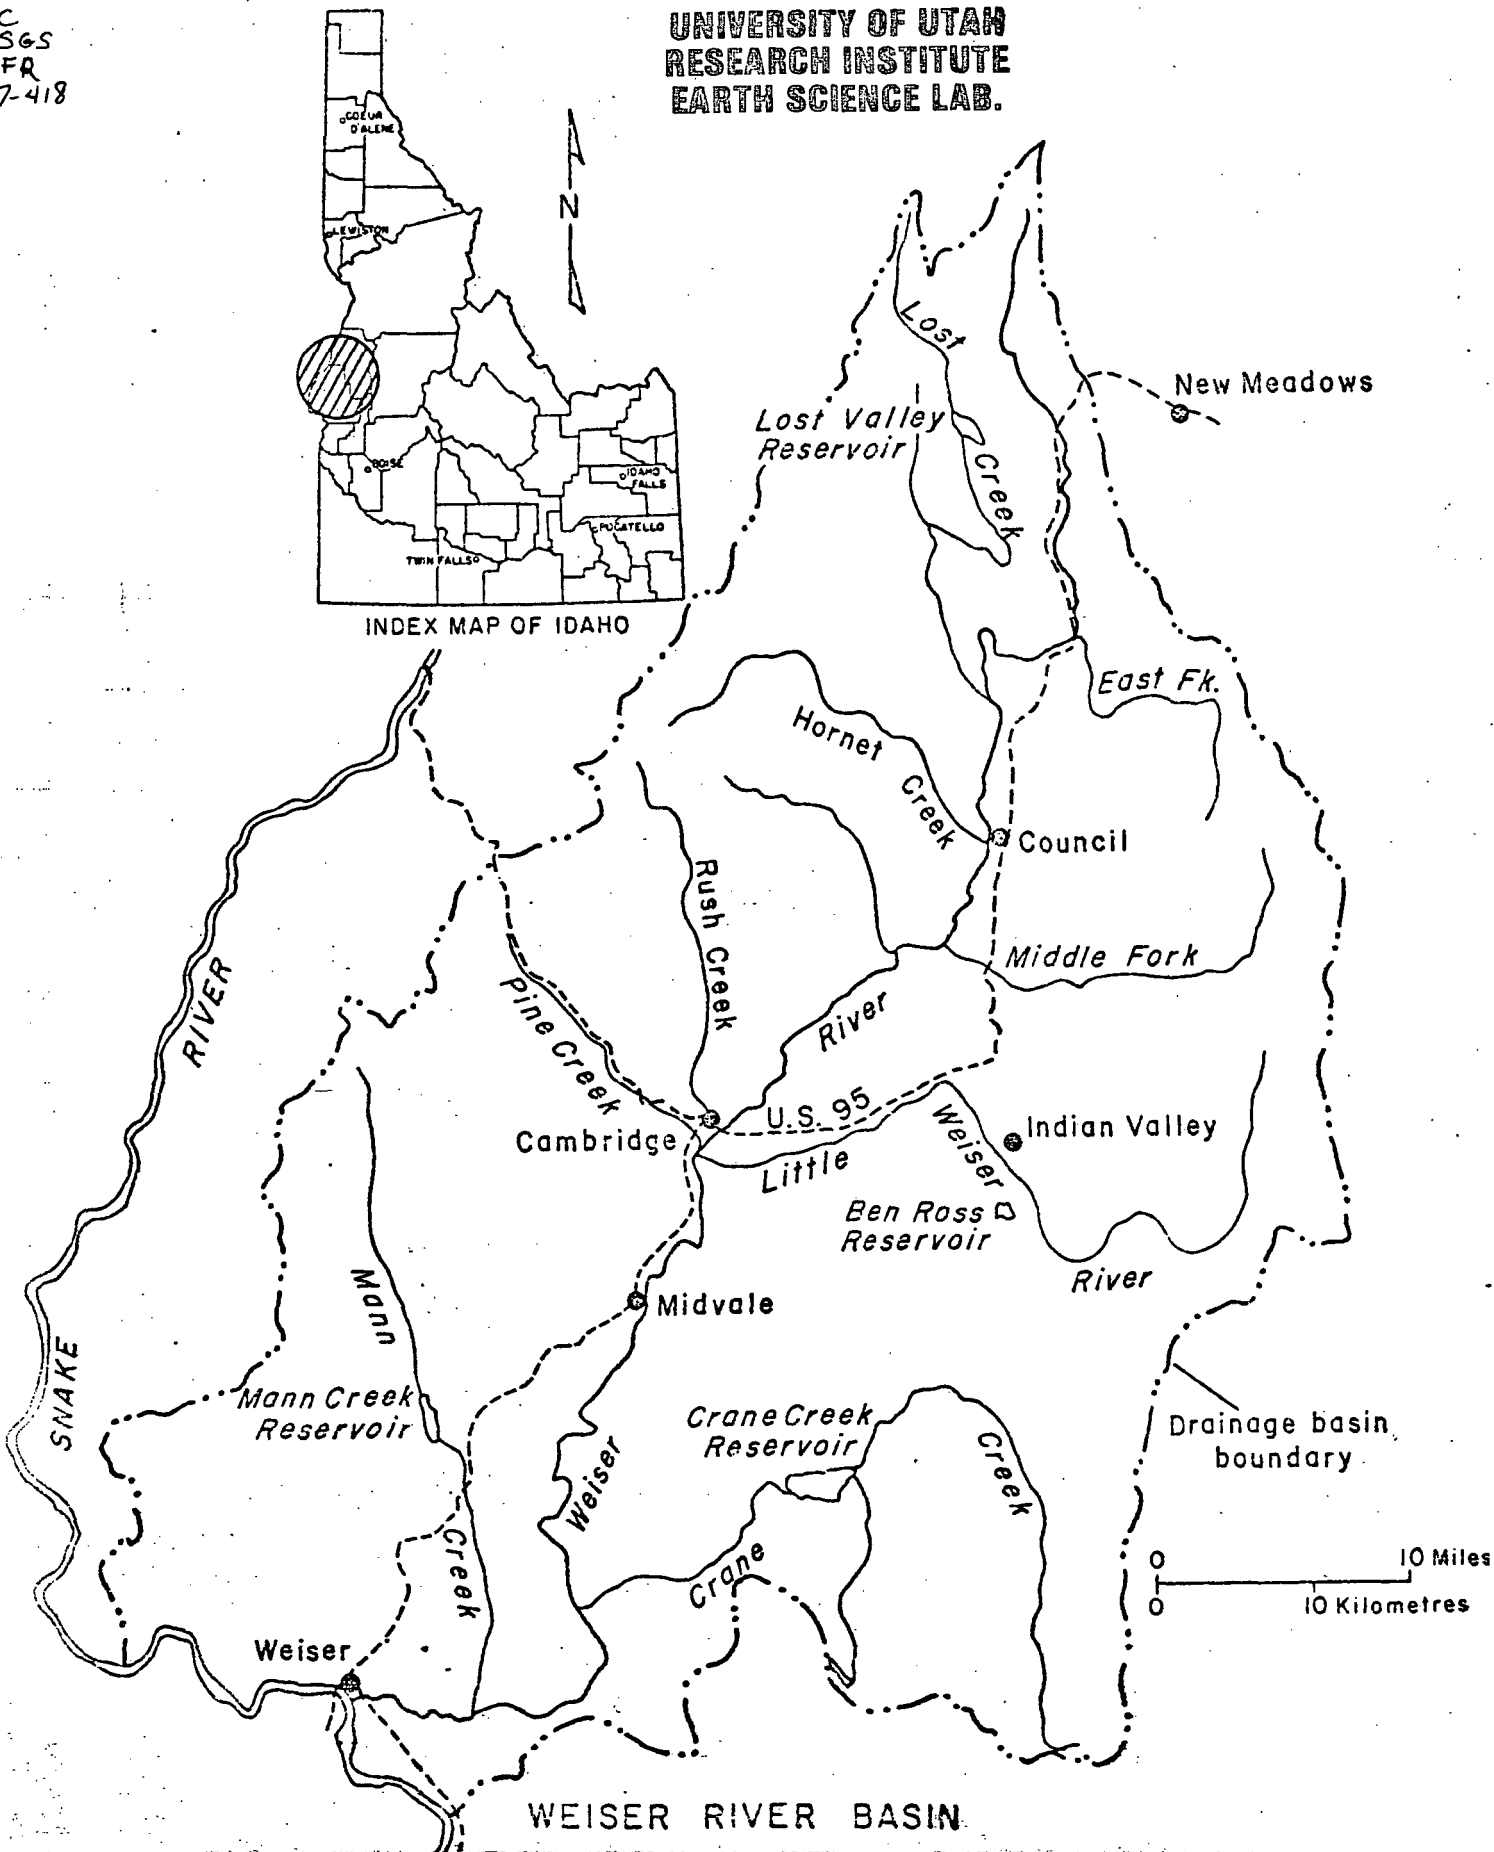 C
SGS
FR
7-418
UNIVERSITY OF UTAH
RESEARCH INSTITUTE
EARTH SCIENCE LAB.
COEUR
D'ALENE
LEWISTON
BOISE
IDAHO
FALLS
POCATELLO
TWIN FALLS
INDEX MAP OF IDAHO
N
Lost
Creek
New Meadows
Lost Valley
Reservoir
East Fk.
Hornet
Creek
Council
Rush Creek
Middle Fork
Pine Creek
River
RIVER
SNAKE
U.S. 95
Cambridge
Little
Weiser
River
Indian Valley
Ben Ross
Reservoir
Mann
Creek
Midvale
Mann Creek
Reservoir
Weiser
Crane Creek
Reservoir
Crane
Creek
Drainage basin
boundary
0 10 Miles
0 10 Kilometres
Weiser
WEISER RIVER BASIN